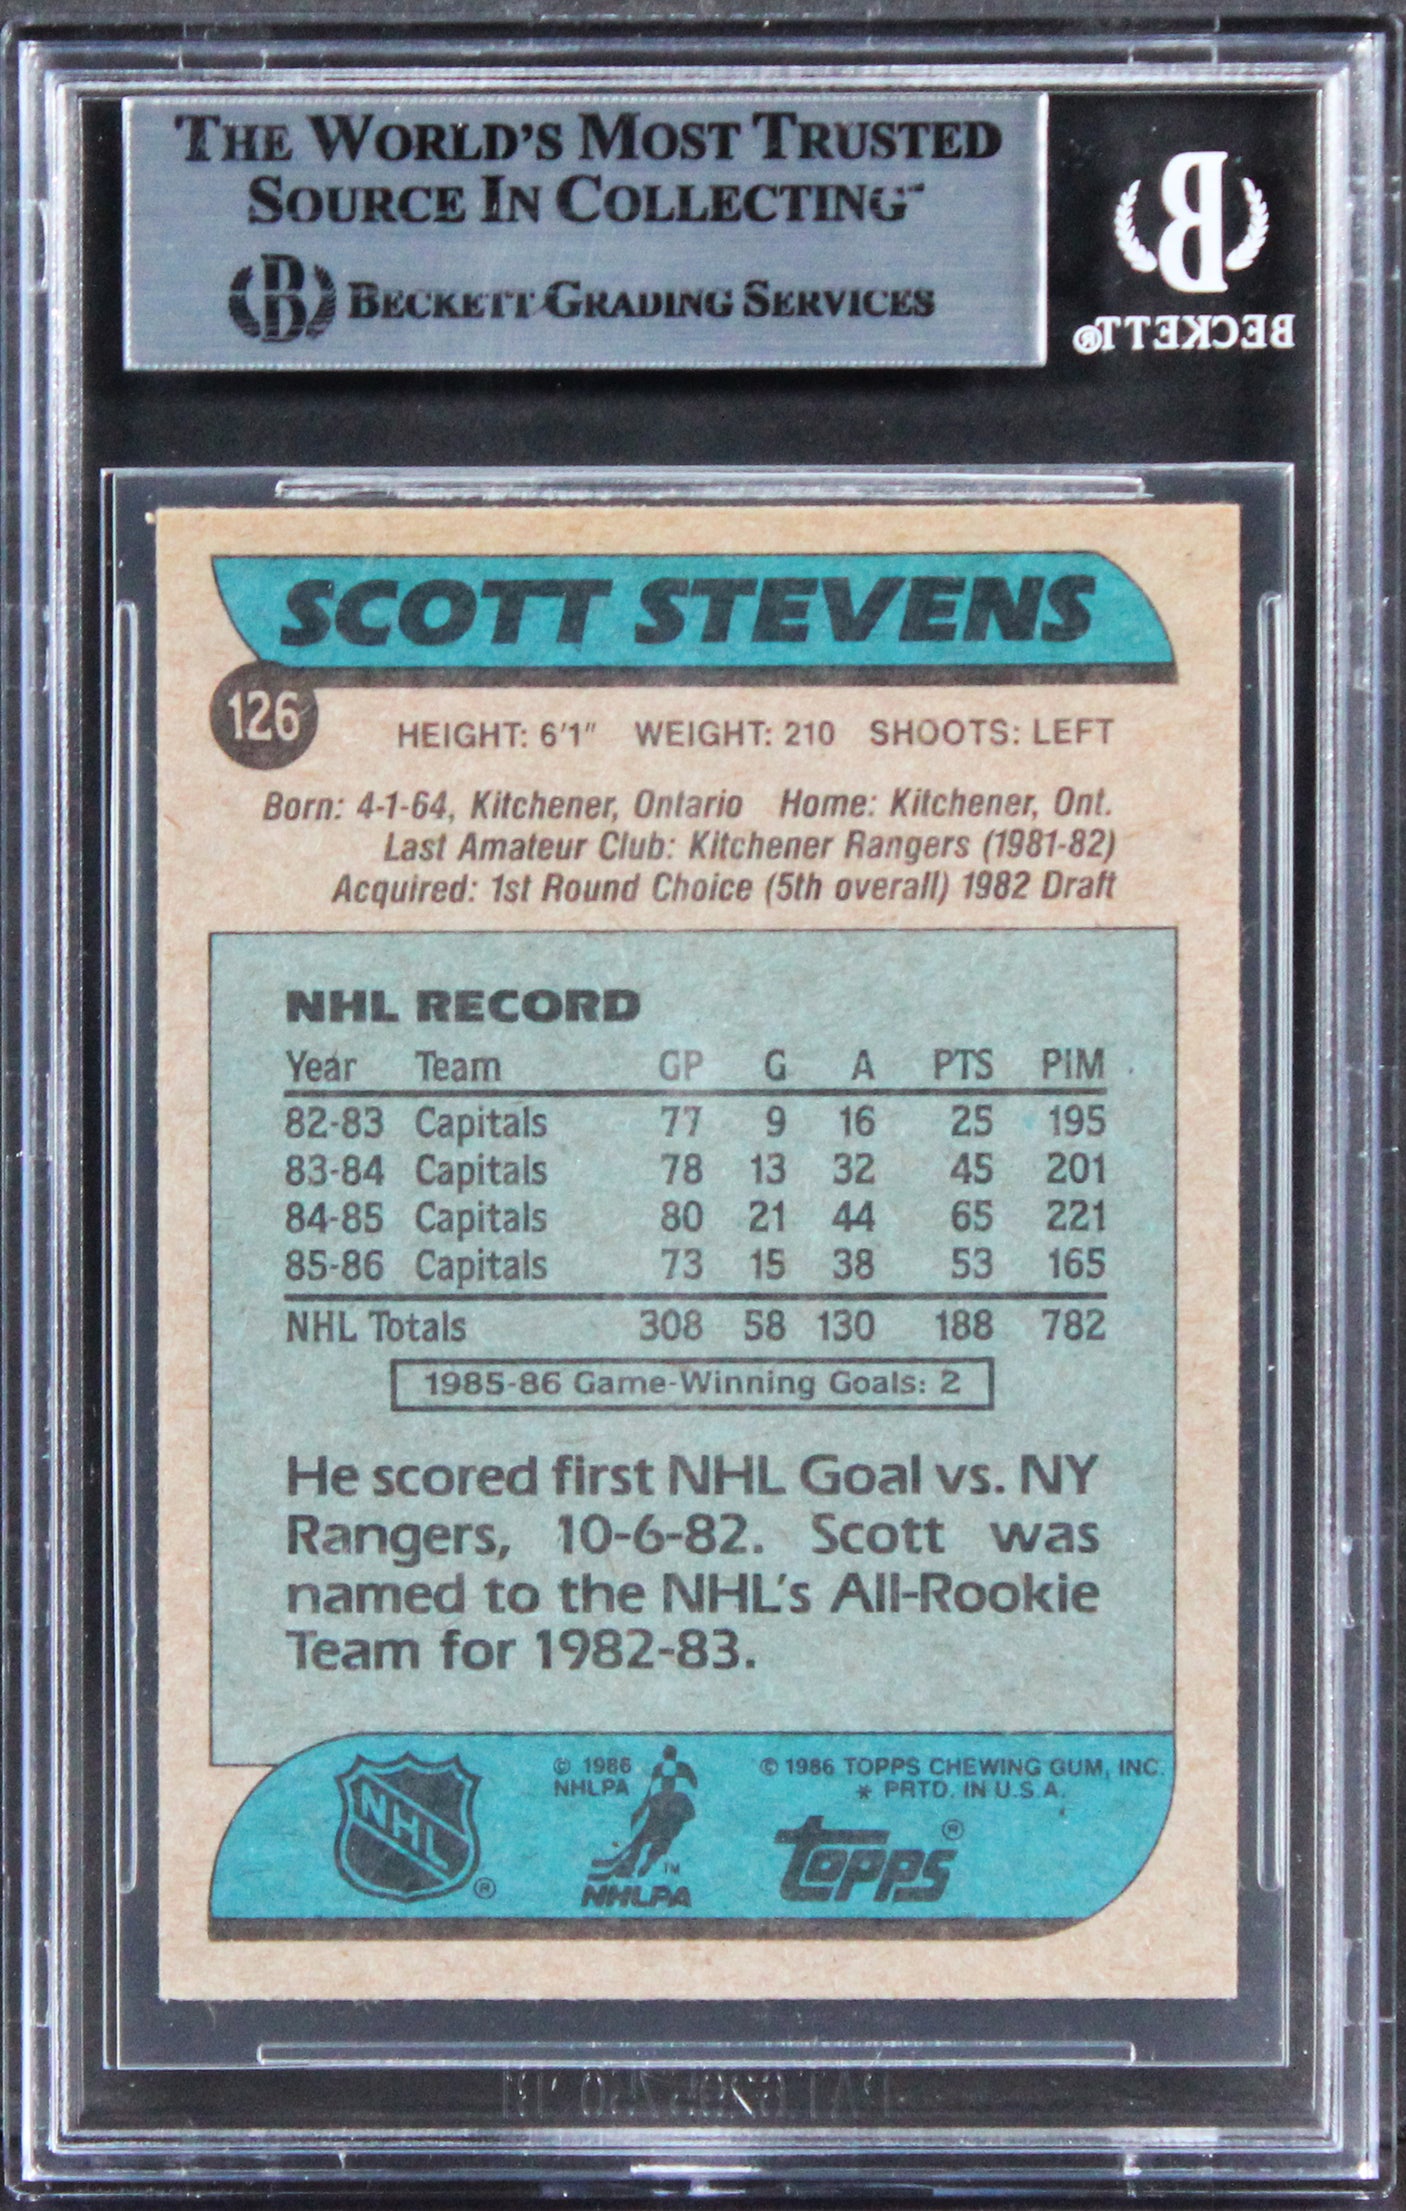 THE WORLD'S MOST TRUSTED
SOURCE IN COLLECTING™
B BECKETT GRADING SERVICES
B
BECKETT®
SCOTT STEVENS
126
HEIGHT: 6'1" WEIGHT: 210 SHOOTS: LEFT
Born: 4-1-64, Kitchener, Ontario Home: Kitchener, Ont.
Last Amateur Club: Kitchener Rangers (1981-82)
Acquired: 1st Round Choice (5th overall) 1982 Draft
NHL RECORD
Year Team GP G A PTS PIM
82-83 Capitals 77 9 16 25 195
83-84 Capitals 78 13 32 45 201
84-85 Capitals 80 21 44 65 221
85-86 Capitals 73 15 38 53 165
NHL Totals 308 58 130 188 782
1985-86 Game-Winning Goals: 2
He scored first NHL Goal vs. NY
Rangers, 10-6-82. Scott was
named to the NHL's All-Rookie
Team for 1982-83.
NHL ®
© 1986
NHLPA
TM
NHLPA
© 1986 TOPPS CHEWING GUM, INC.
* PRTD. IN U.S.A.
topps ®